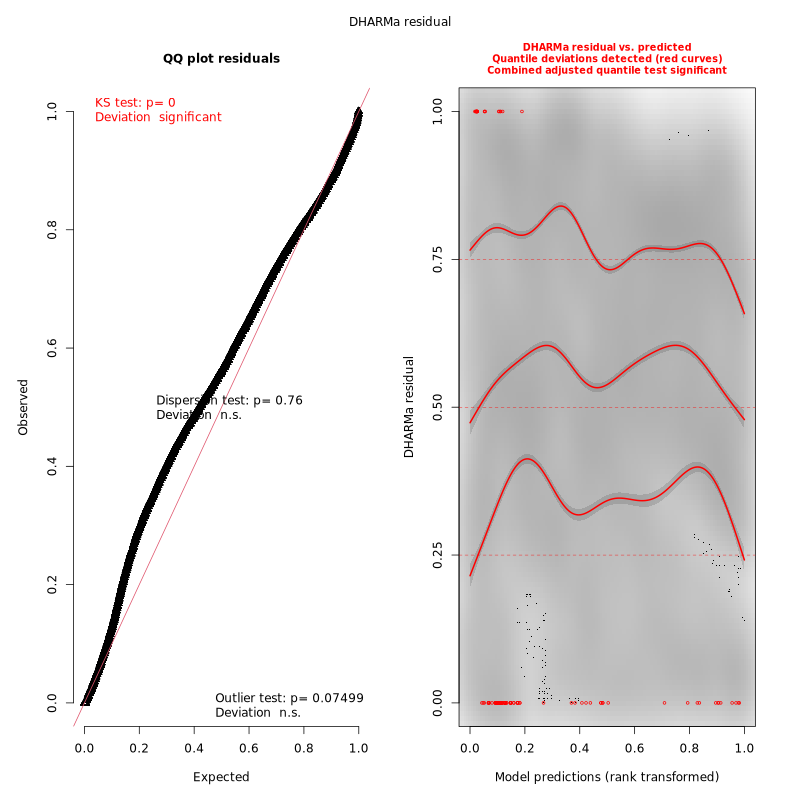 DHARMa residual
QQ plot residuals
KS test: p= 0
Deviation  significant
Dispersion test: p= 0.76
Deviation  n.s.
Outlier test: p= 0.07499
Deviation  n.s.
Observed
0.0
0.2
0.4
0.6
0.8
1.0
0.0
0.2
0.4
0.6
0.8
1.0
Expected
DHARMa residual vs. predicted
Quantile deviations detected (red curves)
Combined adjusted quantile test significant
DHARMa residual
0.00
0.25
0.50
0.75
1.00
0.0
0.2
0.4
0.6
0.8
1.0
Model predictions (rank transformed)